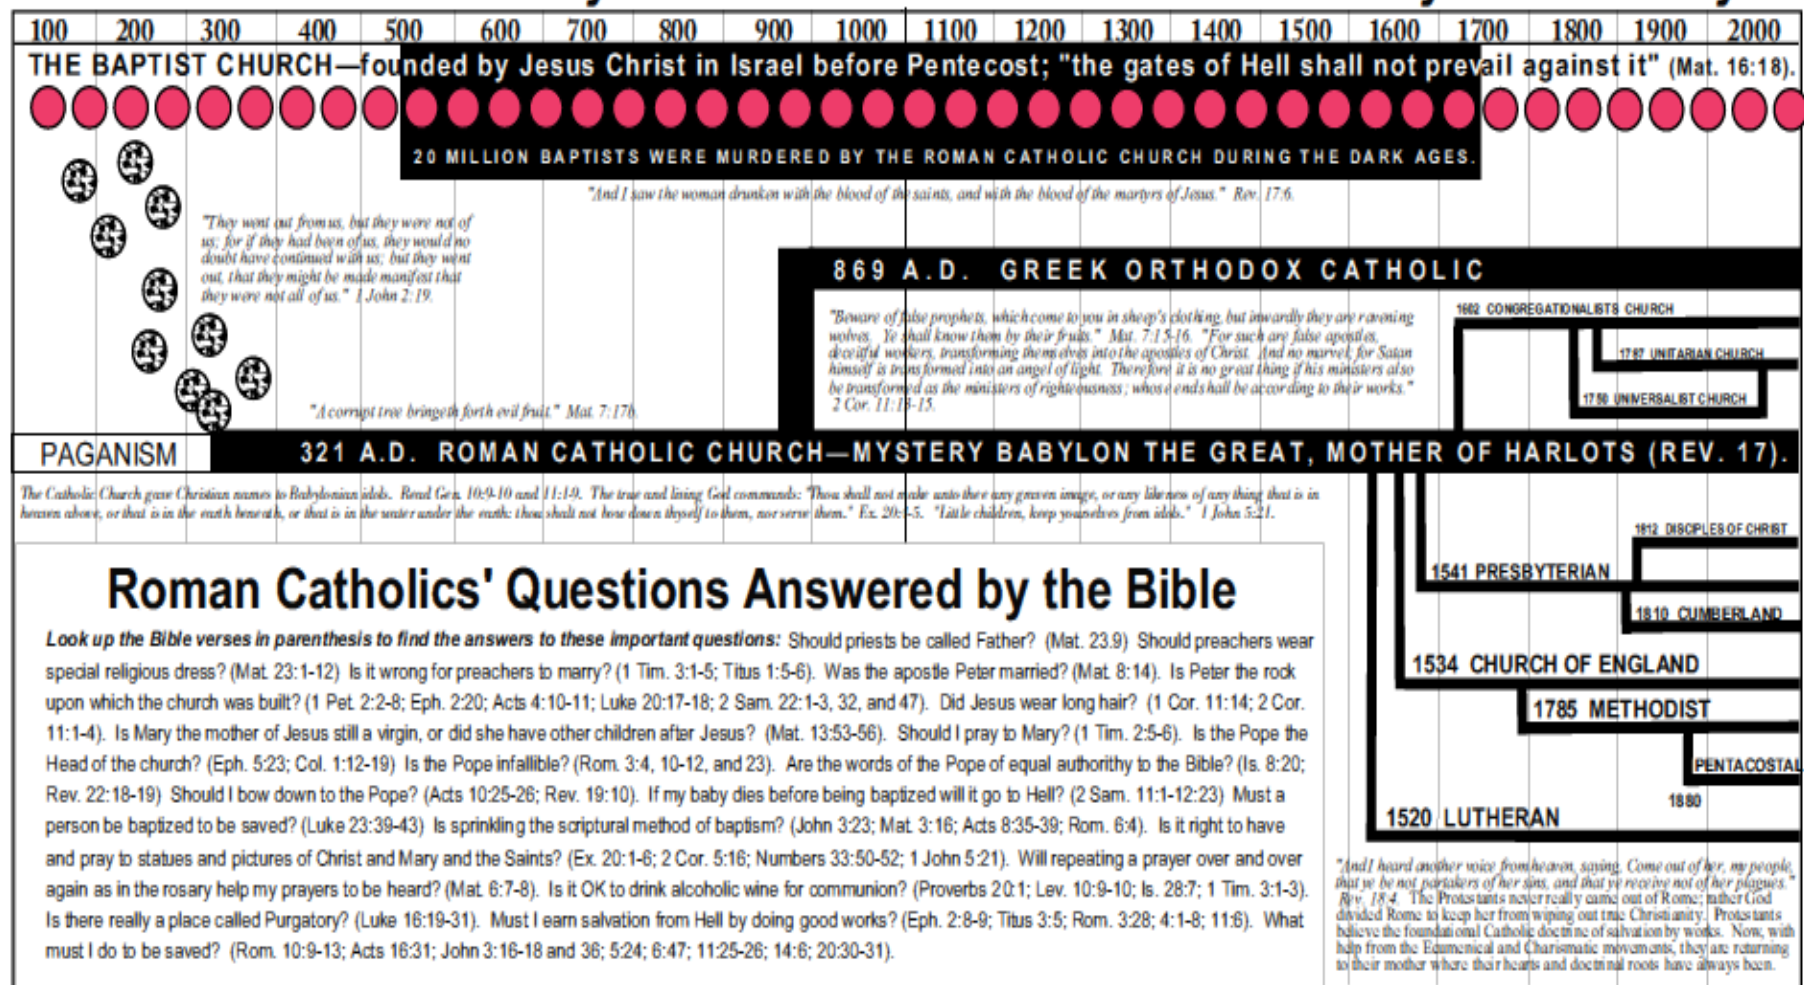 100 200 300 400 500 600 700 800 900 1000 1100 1200 1300 1400 1500 1600 1700 1800 1900 2000
THE BAPTIST CHURCH—founded by Jesus Christ in Israel before Pentecost; "the gates of Hell shall not prevail against it" (Mat. 16:18).
20 MILLION BAPTISTS WERE MURDERED BY THE ROMAN CATHOLIC CHURCH DURING THE DARK AGES.
"And I saw the woman drunken with the blood of the saints, and with the blood of the martyrs of Jesus." Rev. 17:6.
"They went out from us, but they were not of
us; for if they had been of us, they would no
doubt have continued with us; but they went
out, that they might be made manifest that
they were not all of us." 1 John 2:19.
869 A.D. GREEK ORTHODOX CATHOLIC
"Beware of false prophets, which come to you in sheep's clothing, but inwardly they are ravening
wolves. Ye shall know them by their fruits." Mat. 7:15-16. "For such are false apostles,
deceitful workers, transforming themselves into the apostles of Christ. And no marvel; for Satan
himself is transformed into an angel of light. Therefore it is no great thing if his ministers also
be transformed as the ministers of righteousness; whose end shall be according to their works."
2 Cor. 11:13-15.
1602 CONGREGATIONALISTS CHURCH
1787 UNITARIAN CHURCH
1750 UNIVERSALIST CHURCH
"A corrupt tree bringeth forth evil fruit." Mat. 7:17b.
PAGANISM
321 A.D. ROMAN CATHOLIC CHURCH—MYSTERY BABYLON THE GREAT, MOTHER OF HARLOTS (REV. 17).
The Catholic Church gave Christian names to Babylonian idols. Read Gen. 10:9-10 and 11:1-9. The true and living God commands: "Thou shall not make unto thee any graven image, or any likeness of any thing that is in
heaven above, or that is in the earth beneath, or that is in the water under the earth: thou shalt not bow down thyself to them, nor serve them." Ex. 20:4-5. "Little children, keep yourselves from idols." 1 John 5:21.
1812 DISCIPLES OF CHRIST
1541 PRESBYTERIAN
1810 CUMBERLAND
1534 CHURCH OF ENGLAND
1785 METHODIST
PENTACOSTAL
1880
1520 LUTHERAN
Roman Catholics' Questions Answered by the Bible
Look up the Bible verses in parenthesis to find the answers to these important questions: Should priests be called Father? (Mat. 23.9) Should preachers wear
special religious dress? (Mat. 23:1-12) Is it wrong for preachers to marry? (1 Tim. 3:1-5; Titus 1:5-6). Was the apostle Peter married? (Mat. 8:14). Is Peter the rock
upon which the church was built? (1 Pet. 2:2-8; Eph. 2:20; Acts 4:10-11; Luke 20:17-18; 2 Sam. 22:1-3, 32, and 47). Did Jesus wear long hair? (1 Cor. 11:14; 2 Cor.
11:1-4). Is Mary the mother of Jesus still a virgin, or did she have other children after Jesus? (Mat. 13:53-56). Should I pray to Mary? (1 Tim. 2:5-6). Is the Pope the
Head of the church? (Eph. 5:23; Col. 1:12-19) Is the Pope infallible? (Rom. 3:4, 10-12, and 23). Are the words of the Pope of equal authorithy to the Bible? (Is. 8:20;
Rev. 22:18-19) Should I bow down to the Pope? (Acts 10:25-26; Rev. 19:10). If my baby dies before being baptized will it go to Hell? (2 Sam. 11:1-12:23) Must a
person be baptized to be saved? (Luke 23:39-43) Is sprinkling the scriptural method of baptism? (John 3:23; Mat. 3:16; Acts 8:35-39; Rom. 6:4). Is it right to have
and pray to statues and pictures of Christ and Mary and the Saints? (Ex. 20:1-6; 2 Cor. 5:16; Numbers 33:50-52; 1 John 5:21). Will repeating a prayer over and over
again as in the rosary help my prayers to be heard? (Mat. 6:7-8). Is it OK to drink alcoholic wine for communion? (Proverbs 20:1; Lev. 10:9-10; Is. 28:7; 1 Tim. 3:1-3).
Is there really a place called Purgatory? (Luke 16:19-31). Must I earn salvation from Hell by doing good works? (Eph. 2:8-9; Titus 3:5; Rom. 3:28; 4:1-8; 11:6). What
must I do to be saved? (Rom. 10:9-13; Acts 16:31; John 3:16-18 and 36; 5:24; 6:47; 11:25-26; 14:6; 20:30-31).
"And I heard another voice from heaven, saying, Come out of her, my people,
that ye be not partakers of her sins, and that ye receive not of her plagues."
Rev. 18:4. The Protestants never really came out of Rome; rather God
divided Rome to keep her from wiping out true Christianity. Protestants
believe the foundational Catholic doctrine of salvation by works. Now, with
help from the Ecumenical and Charismatic movements, they are returning
to their mother where their hearts and doctrinal roots have always been.